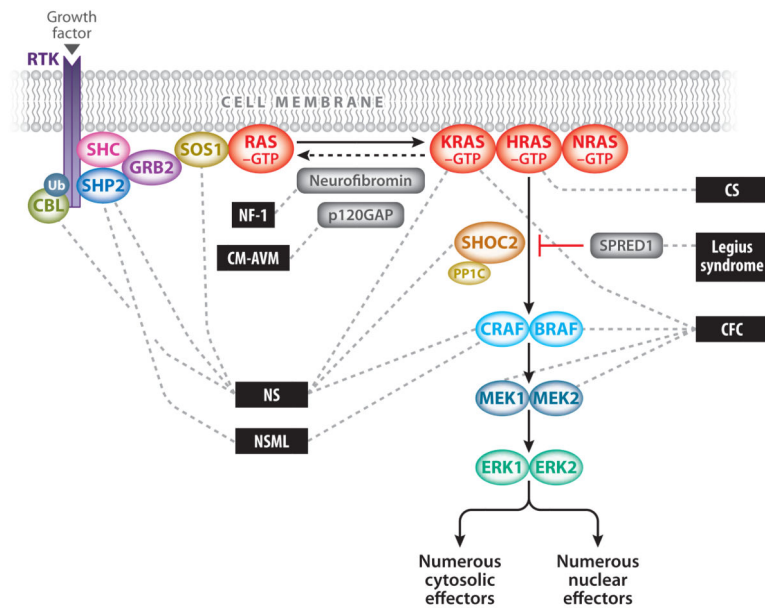 Growth
factor
RTK
CELL MEMBRANE
SHC
GRB2
SOS1
RAS
–GTP
KRAS
–GTP
HRAS
–GTP
NRAS
–GTP
Ub
CBL
SHP2
Neurofibromin
NF-1
p120GAP
CM-AVM
CS
SHOC2
PP1C
SPRED1
Legius
syndrome
CRAF
BRAF
CFC
NS
MEK1
MEK2
NSML
ERK1
ERK2
Numerous
cytosolic
effectors
Numerous
nuclear
effectors